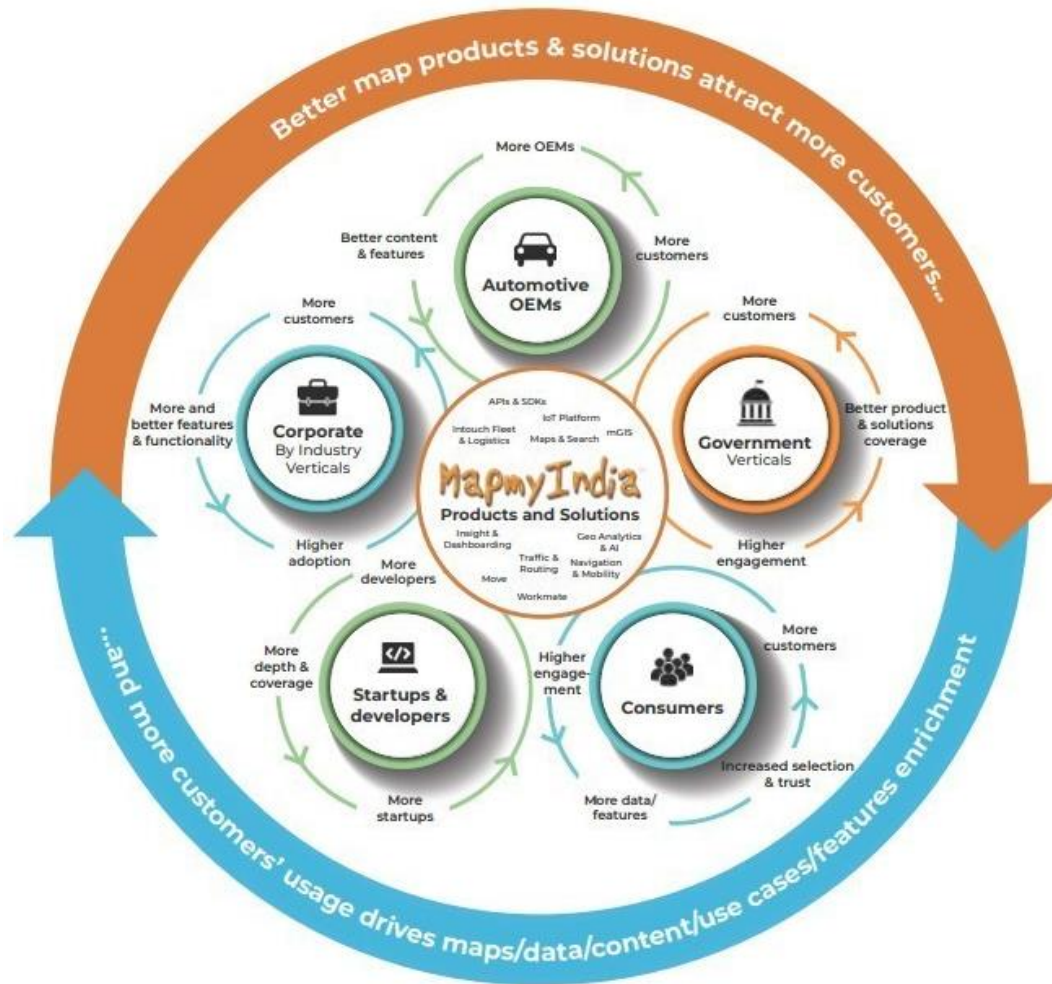 Better map products & solutions attract more customers...
More OEMs
Better content
& features
More
customers
Automotive
OEMs
More
customers
More and
better features
& functionality
Corporate
By Industry
Verticals
Higher
adoption
More
customers
Better product
& solutions
coverage
Government
Verticals
Higher
engagement
APIs & SDKs
IoT Platform
Intouch Fleet
& Logistics
Maps & Search
mGIS
MapmyIndia
Products and Solutions
Insight &
Dashboarding
Geo Analytics
& AI
Traffic &
Routing
Navigation
& Mobility
Move
Workmate
More
developers
More
depth &
coverage
Startups &
developers
More
startups
Higher
engage-
ment
More
customers
Consumers
Increased selection
& trust
More data/
features
...and more customers' usage drives maps/data/content/use cases/features enrichment